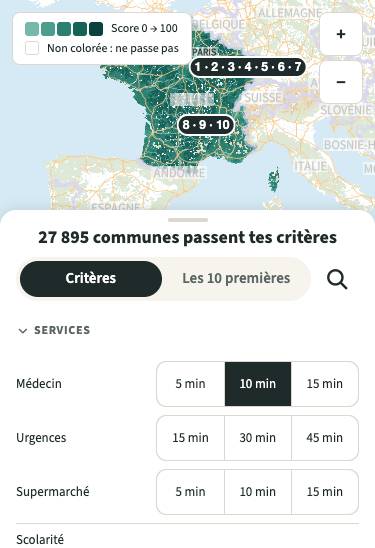 Score 0 → 100
Non colorée : ne passe pas
BELGIQUE
ALLEMAGNE
+
PARIS
1 · 2 · 3 · 4 · 5 · 6 · 7
−
SUISSE
SLOVÉNIE
8 · 9 · 10
BOSNIE-H
ITALIE
ANDORRE
ESPAGNE
27 895 communes passent tes critères
Critères
Les 10 premières
SERVICES
Médecin
5 min
10 min
15 min
Urgences
15 min
30 min
45 min
Supermarché
5 min
10 min
15 min
Scolarité